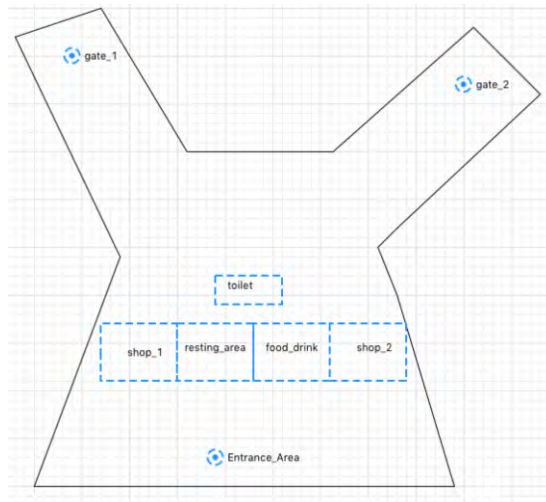 gate_1
gate_2
toilet
shop_1
resting_area
food_drink
shop_2
Entrance_Area